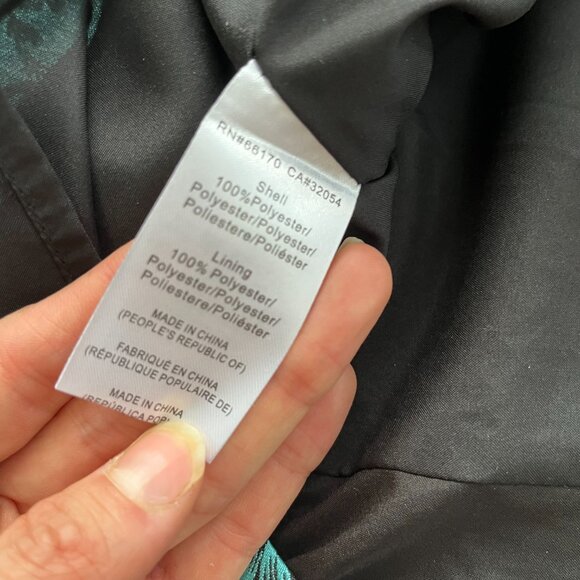 RN#66170 CA#32054
Shell
100%Polyester/
Polyester/Polyester/
Poliestere/Poliéster
Lining
100% Polyester/
Polyester/Polyester/
Poliestere/Poliéster
MADE IN CHINA
(PEOPLE'S REPUBLIC OF)
FABRIQUÉ EN CHINA
(RÉPUBLIQUE POPULAIRE DE)
MADE IN CHINA
(REPÚBLICA